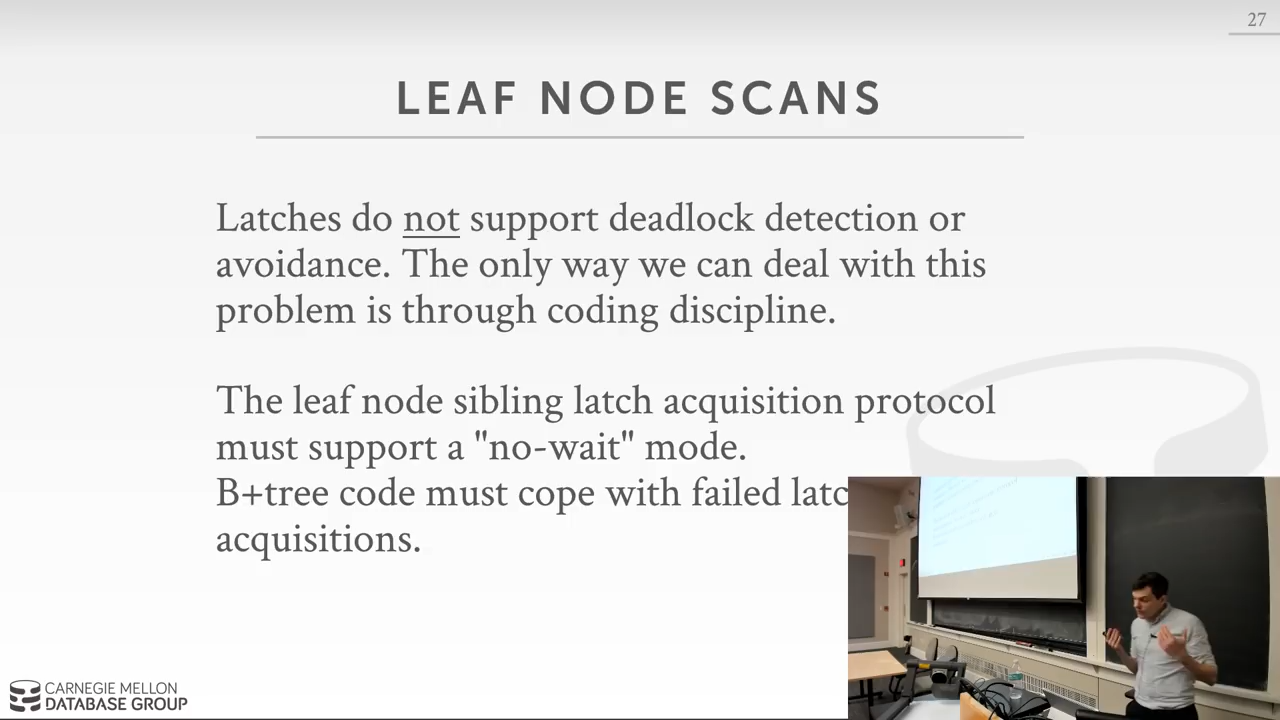 27
LEAF NODE SCANS
Latches do not support deadlock detection or
avoidance. The only way we can deal with this
problem is through coding discipline.
The leaf node sibling latch acquisition protocol
must support a "no-wait" mode.
B+tree code must cope with failed latc
acquisitions.
CARNEGIE MELLON
DATABASE GROUP